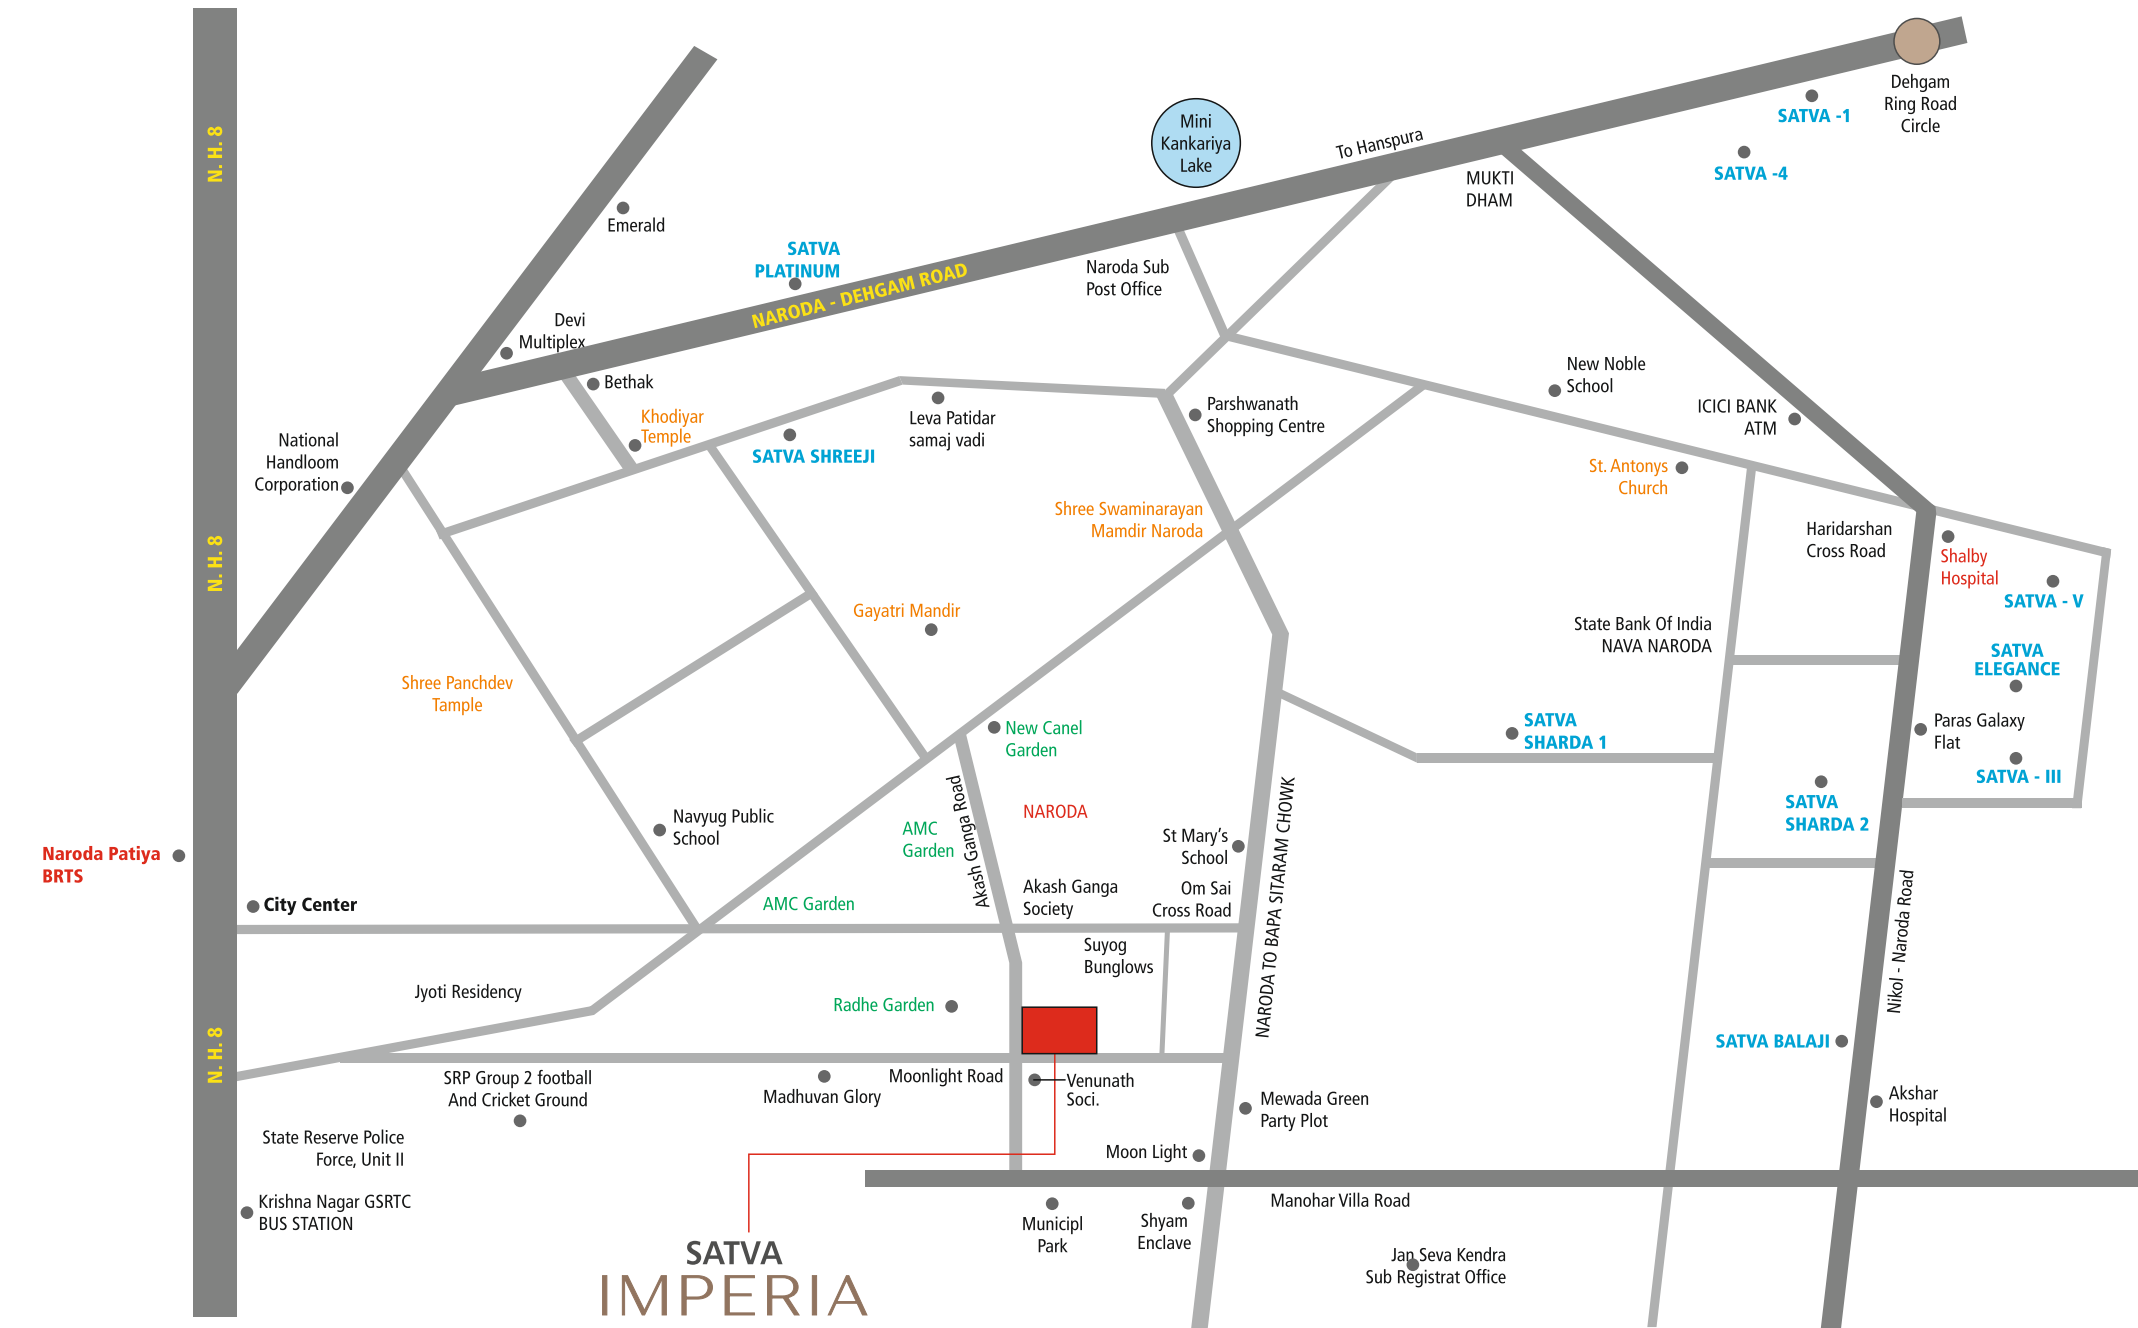 N. H. 8
Dehgam
Ring Road
Circle
SATVA -1
Mini
Kankariya
Lake
To Hanspura
SATVA -4
MUKTI
DHAM
Emerald
SATVA
PLATINUM
NARODA - DEHGAM ROAD
Naroda Sub
Post Office
Devi
Multiplex
Bethak
Khodiyar
Temple
New Noble
School
Leva Patidar
samaj vadi
Parshwanath
Shopping Centre
ICICI BANK
ATM
National
Handloom
Corporation
SATVA SHREEJI
St. Antonys
Church
Shree Swaminarayan
Mamdir Naroda
Haridarshan
Cross Road
Shalby
Hospital
N. H. 8
SATVA - V
Gayatri Mandir
State Bank Of India
NAVA NARODA
SATVA
ELEGANCE
Shree Panchdev
Tample
New Canel
Garden
SATVA
SHARDA 1
Paras Galaxy
Flat
SATVA - III
Akash Ganga Road
NARODA
Navyug Public
School
AMC
Garden
St Mary's
School
NARODA TO BAPA SITARAM CHOWK
SATVA
SHARDA 2
Naroda Patiya
BRTS
City Center
AMC Garden
Akash Ganga
Society
Om Sai
Cross Road
Nikol - Naroda Road
Suyog
Bunglows
Jyoti Residency
Radhe Garden
N. H. 8
SATVA BALAJI
SRP Group 2 football
And Cricket Ground
Madhuvan Glory
Moonlight Road
Venunath
Soci.
Mewada Green
Party Plot
Akshar
Hospital
State Reserve Police
Force, Unit II
Moon Light
Krishna Nagar GSRTC
BUS STATION
Municipl
Park
Shyam
Enclave
Manohar Villa Road
Jan Seva Kendra
Sub Registrat Office
SATVA
IMPERIA